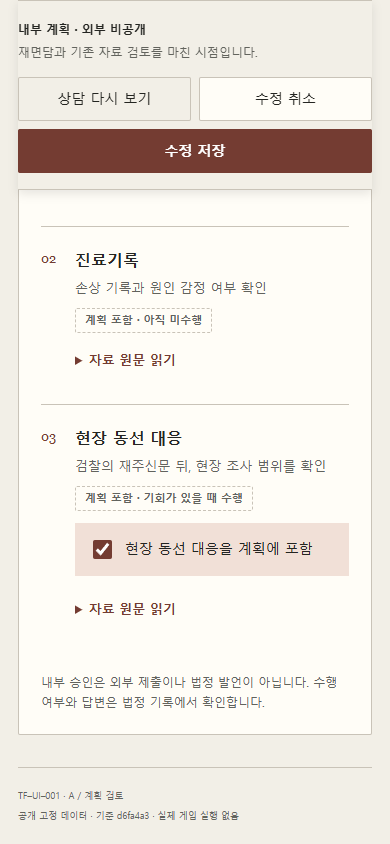 내부 계획 · 외부 비공개
재면담과 기존 자료 검토를 마친 시점입니다.
상담 다시 보기
수정 취소
수정 저장
02
진료기록
손상 기록과 원인 감정 여부 확인
계획 포함 · 아직 미수행
▶ 자료 원문 읽기
03
현장 동선 대응
검찰의 재주신문 뒤, 현장 조사 범위를 확인
계획 포함 · 기회가 있을 때 수행
현장 동선 대응을 계획에 포함
▶ 자료 원문 읽기
내부 승인은 외부 제출이나 법정 발언이 아닙니다. 수행
여부와 답변은 법정 기록에서 확인합니다.
TF-UI-001 · A / 계획 검토
공개 고정 데이터 · 기준 d6fa4a3 · 실제 게임 실행 없음